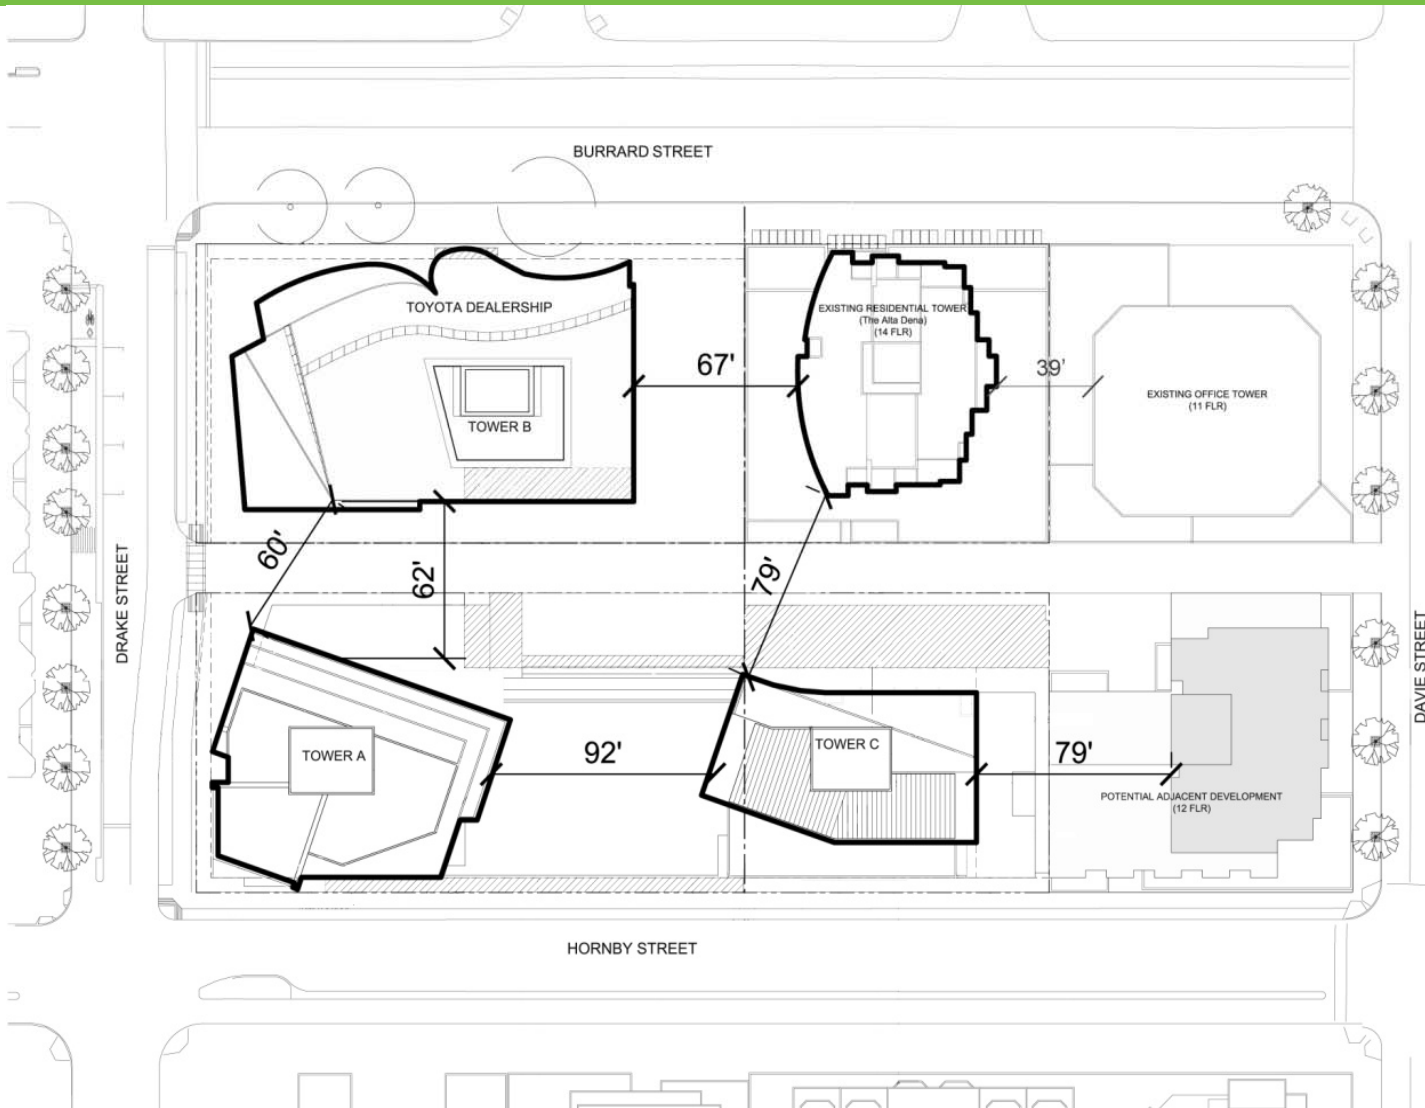 BURRARD STREET
TOYOTA DEALERSHIP
EXISTING RESIDENTIAL TOWER
(The Alta Dena)
(14 FLR)
67'
39'
EXISTING OFFICE TOWER
(11 FLR)
TOWER B
60'
62'
79'
DRAKE STREET
DAVIE STREET
TOWER A
92'
TOWER C
79'
POTENTIAL ADJACENT DEVELOPMENT
(12 FLR)
HORNBY STREET